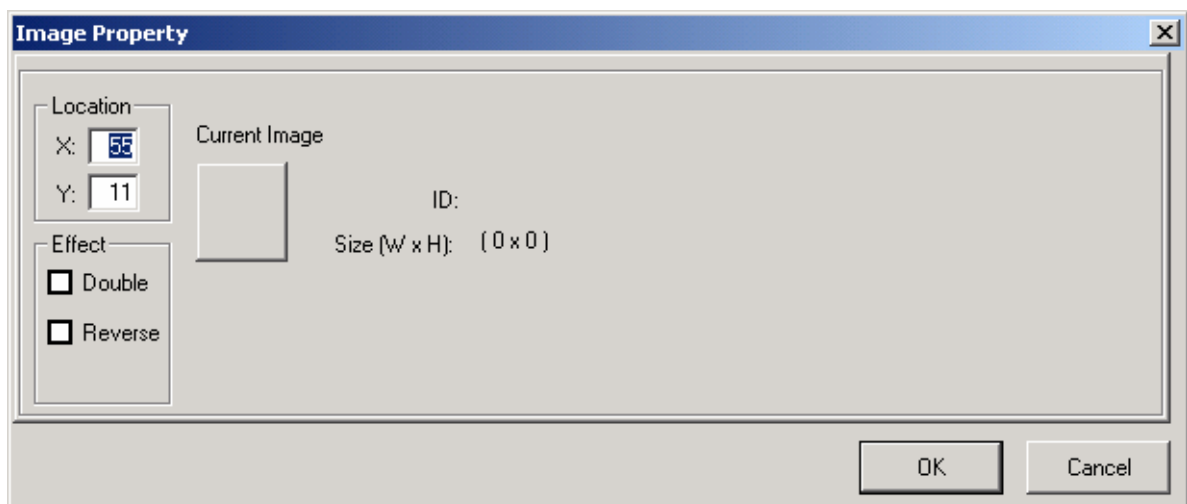 Image Property
Location
X: 55
Y: 11
Current Image
ID:
Size (W x H): ( 0 x 0 )
Effect
Double
Reverse
OK
Cancel